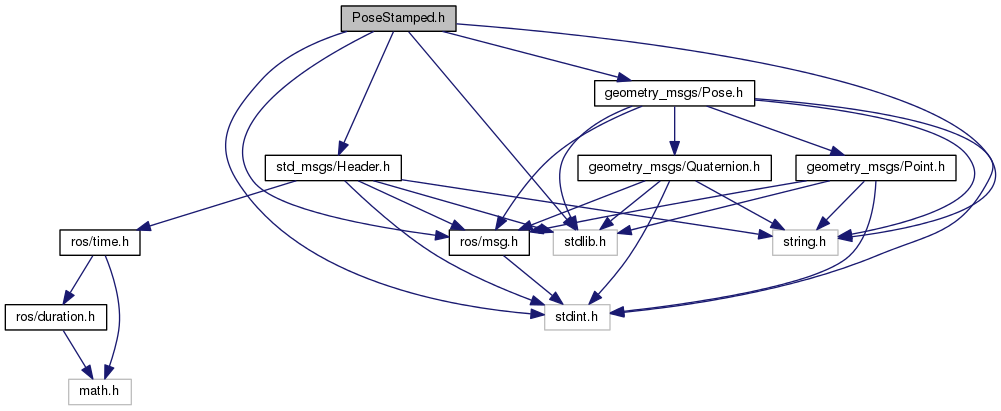 PoseStamped.h
geometry_msgs/Pose.h
std_msgs/Header.h
geometry_msgs/Quaternion.h
geometry_msgs/Point.h
ros/time.h
ros/msg.h
stdlib.h
string.h
ros/duration.h
stdint.h
math.h